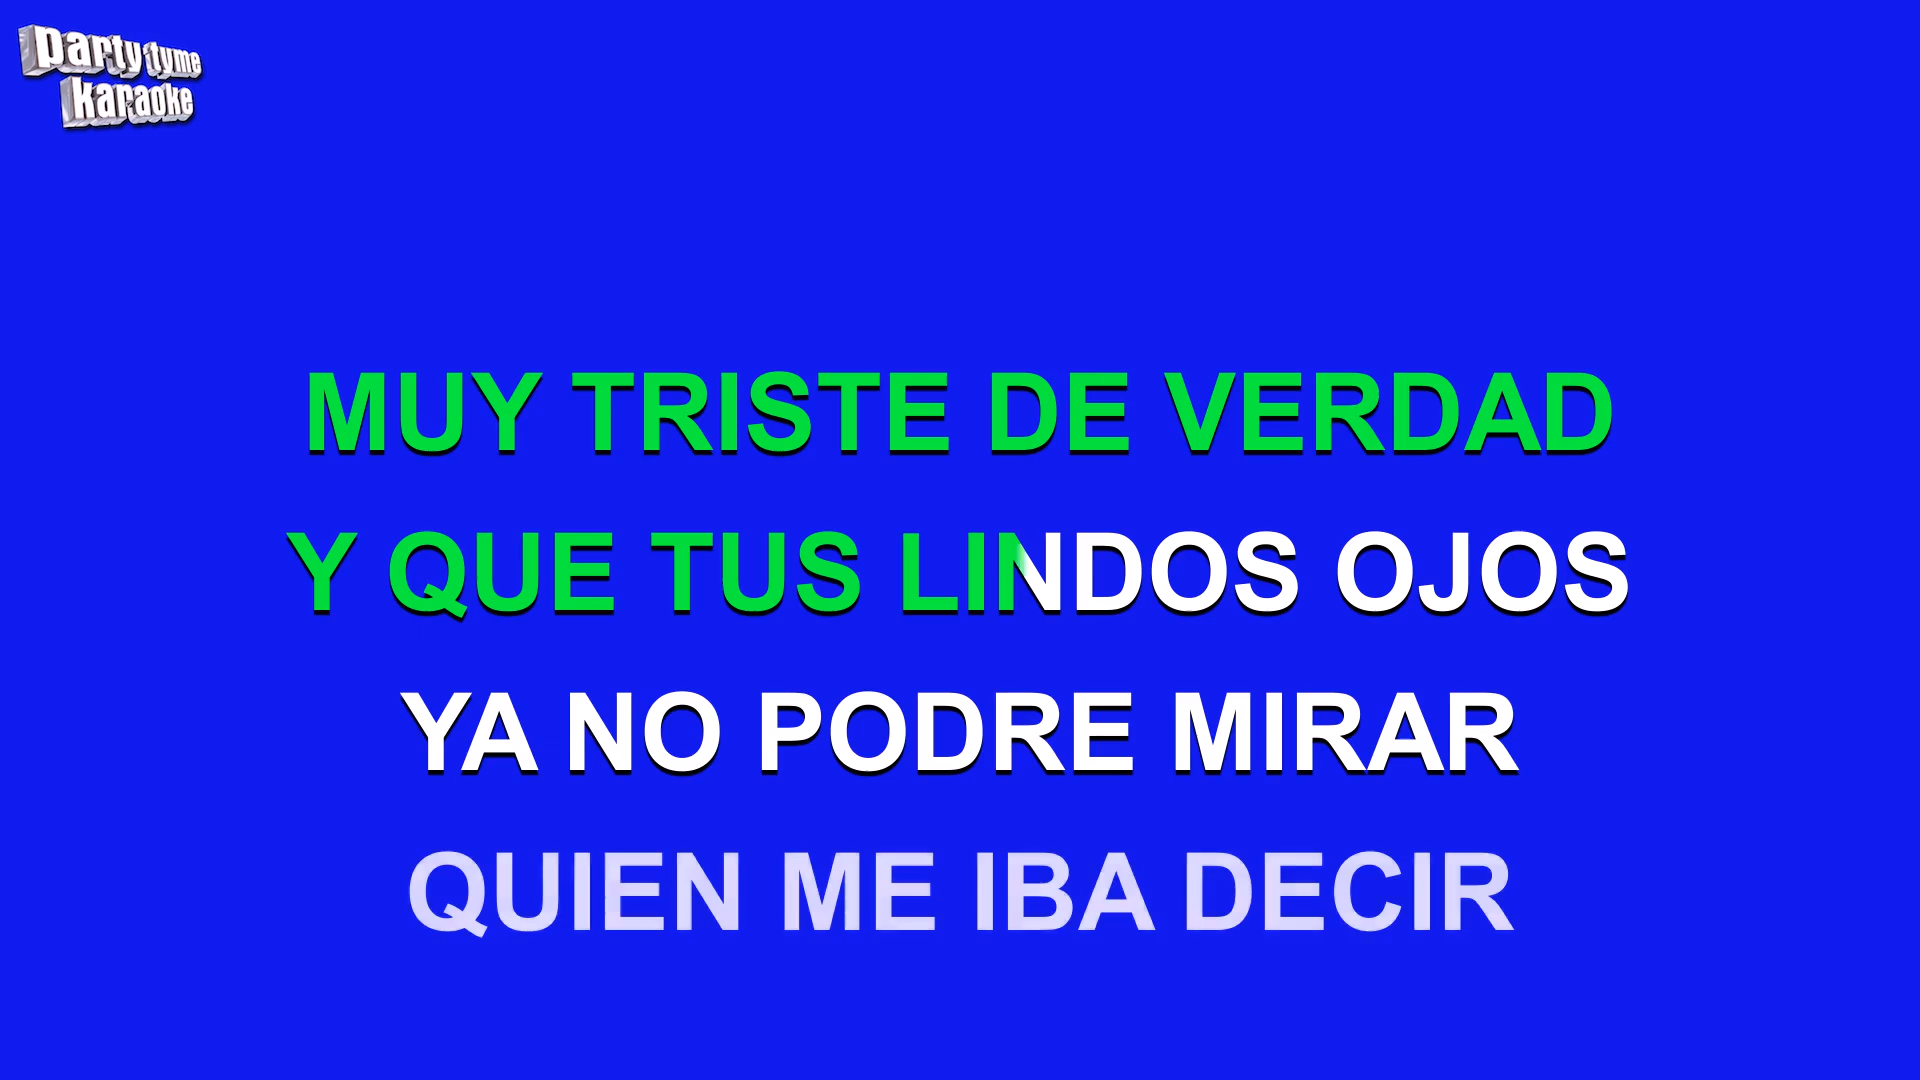 party tyme
karaoke
MUY TRISTE DE VERDAD
Y QUE TUS LINDOS OJOS
YA NO PODRE MIRAR
QUIEN ME IBA DECIR